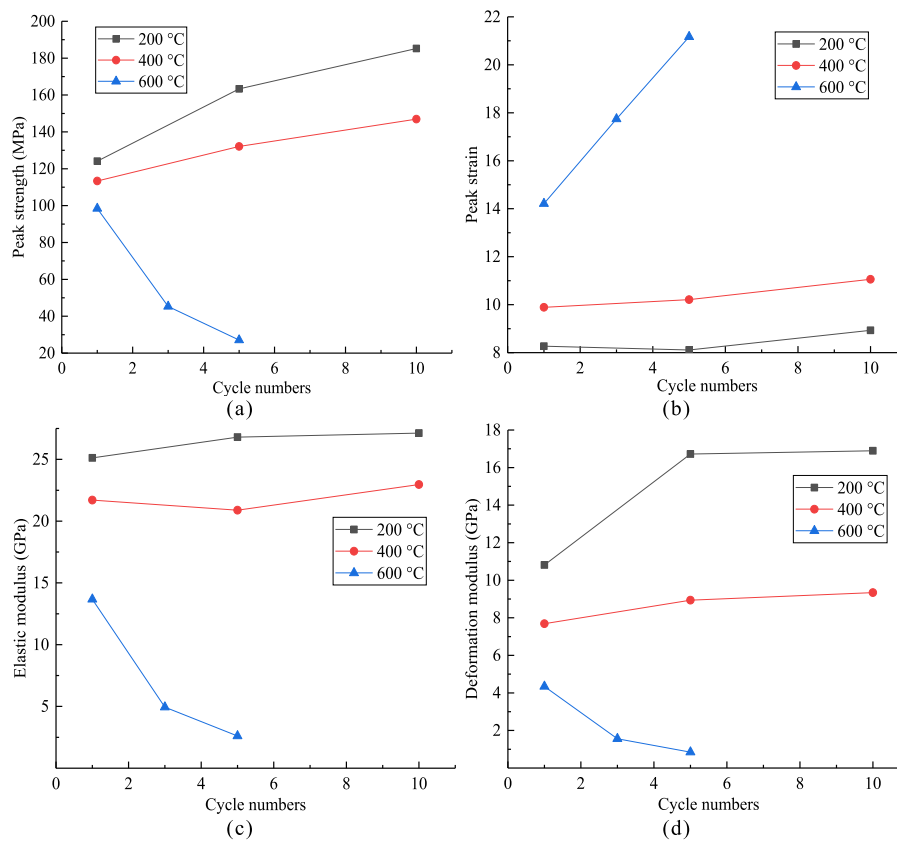 200
180
160
140
120
100
80
60
40
20
0 2 4 6 8 10
Peak strength (MPa)
Cycle numbers
200 °C
400 °C
600 °C
(a)
22
20
18
16
14
12
10
8
0 2 4 6 8 10
Peak strain
Cycle numbers
200 °C
400 °C
600 °C
(b)
25
20
15
10
5
0 2 4 6 8 10
Elastic modulus (GPa)
Cycle numbers
200 °C
400 °C
600 °C
(c)
18
16
14
12
10
8
6
4
2
0 2 4 6 8 10
Deformation modulus (GPa)
Cycle numbers
200 °C
400 °C
600 °C
(d)